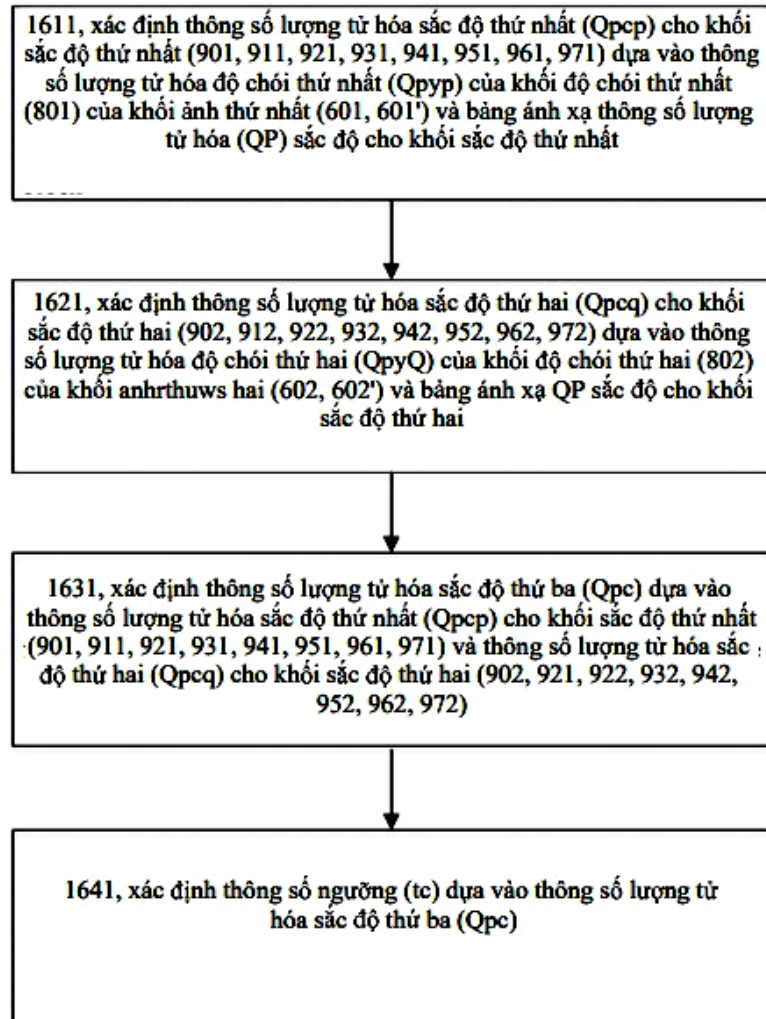 1611, xác định thông số lượng tử hóa sắc độ thứ nhất (Qpcp) cho khối
sắc độ thứ nhất (901, 911, 921, 931, 941, 951, 961, 971) dựa vào thông
số lượng tử hóa độ chói thứ nhất (Qpyp) của khối độ chói thứ nhất
(801) của khối ảnh thứ nhất (601, 601') và bảng ánh xạ thông số lượng
tử hóa (QP) sắc độ cho khối sắc độ thứ nhất
1621, xác định thông số lượng tử hóa sắc độ thứ hai (Qpcq) cho khối
sắc độ thứ hai (902, 912, 922, 932, 942, 952, 962, 972) dựa vào thông
số lượng tử hóa độ chói thứ hai (QpyQ) của khối độ chói thứ hai (802)
của khối anhrthuws hai (602, 602') và bảng ánh xạ QP sắc độ cho khối
sắc độ thứ hai
1631, xác định thông số lượng tử hóa sắc độ thứ ba (Qpc) dựa vào
thông số lượng tử hóa sắc độ thứ nhất (Qpcp) cho khối sắc độ thứ nhất
(901, 911, 921, 931, 941, 951, 961, 971) và thông số lượng tử hóa sắc
độ thứ hai (Qpcq) cho khối sắc độ thứ hai (902, 921, 922, 932, 942,
952, 962, 972)
1641, xác định thông số ngưỡng (tc) dựa vào thông số lượng tử
hóa sắc độ thứ ba (Qpc)